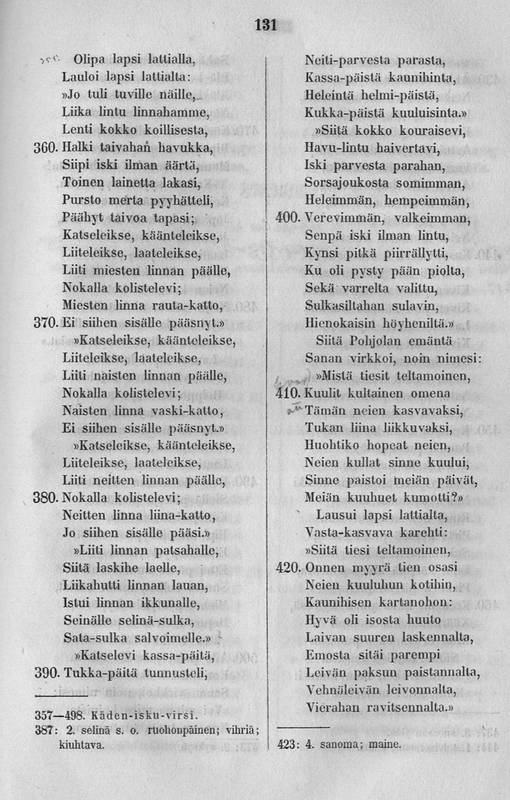 131
Olipa lapsi lattialla,
Lauloi lapsi lattialta:
»Jo tuli tuville näille,
Liika lintu linnahamme,
Lenti kokko koillisesta,
360. Halki taivahan havukka,
Siipi iski ilman äärtä,
Toinen lainetta lakasi,
Pursto merta pyyhätteli,
Päähyt taivoa tapasi;
Katseleikse, käänteleikse,
Liiteleikse, laateleikse,
Liiti miesten linnan päälle,
Nokalla kolistelevi;
Miesten linna rauta-katto,
370. Ei siihen sisälle pääsnyt.»
»Katseleikse, käänteleikse,
Liiteleikse, laateleikse,
Liiti naisten linnan päälle,
Nokalla kolistelevi;
Naisten linna vaski-katto,
Ei siihen sisälle pääsnyt.»
»Katseleikse, käänteleikse,
Liiteleikse, laateleikse,
Liiti neitten linnan päälle,
380. Nokalla kolistelevi;
Neitten linna liina-katto,
Jo siihen sisälle pääsi.»
»Liiti linnan patsahalle,
Siitä laskihe laelle,
Liikahutti linnan lauan,
Istui linnan ikkunalle,
Seinälle selinä-sulka,
Sata-sulka salvoimelle.»
»Katselevi kassa-päitä,
390. Tukka-päitä tunnusteli,
357—498. Käden-isku-virsi.
387: 2. selinä s. o. ruohonpäinen; vihriä;
kiuhtava.
Neiti-parvesta parasta,
Kassa-päistä kaunihinta,
Heleintä helmi-päistä,
Kukka-päistä kuuluisinta.»
»Siitä kokko kouraisevi,
Havu-lintu haivertavi,
Iski parvesta parahan,
Sorsajoukosta somimman,
Heleimmän, hempeimmän,
400. Verevimmän, valkeimman,
Senpä iski ilman lintu,
Kynsi pitkä piirrällytti,
Ku oli pysty pään piolta,
Sekä varrelta valittu,
Sulkasiltahan sulavin,
Hienokaisin höyheniltä.»
Siitä Pohjolan emäntä
Sanan virkkoi, noin nimesi:
»Mistä tiesit teltamoinen,
410. Kuulit kultainen omena
Tämän neien kasvavaksi,
Tukan liina liikkuvaksi,
Huohtiko hopeat neien,
Neien kullat sinne kuului,
Sinne paistoi meiän päivät,
Meiän kuuhuet kumotti?»
Lausui lapsi lattialta,
Vasta-kasvava karehti:
»Siitä tiesi teltamoinen,
420. Onnen myyrä tien osasi
Neien kuuluhun kotihin,
Kaunihisen kartanohon:
Hyvä oli isosta huuto
Laivan suuren laskennalta,
Emosta sitäi parempi
Leivän paksun paistannalta,
Vehnäleivän leivonnalta,
Vierahan ravitsennalta.»
423: 4. sanoma; maine.